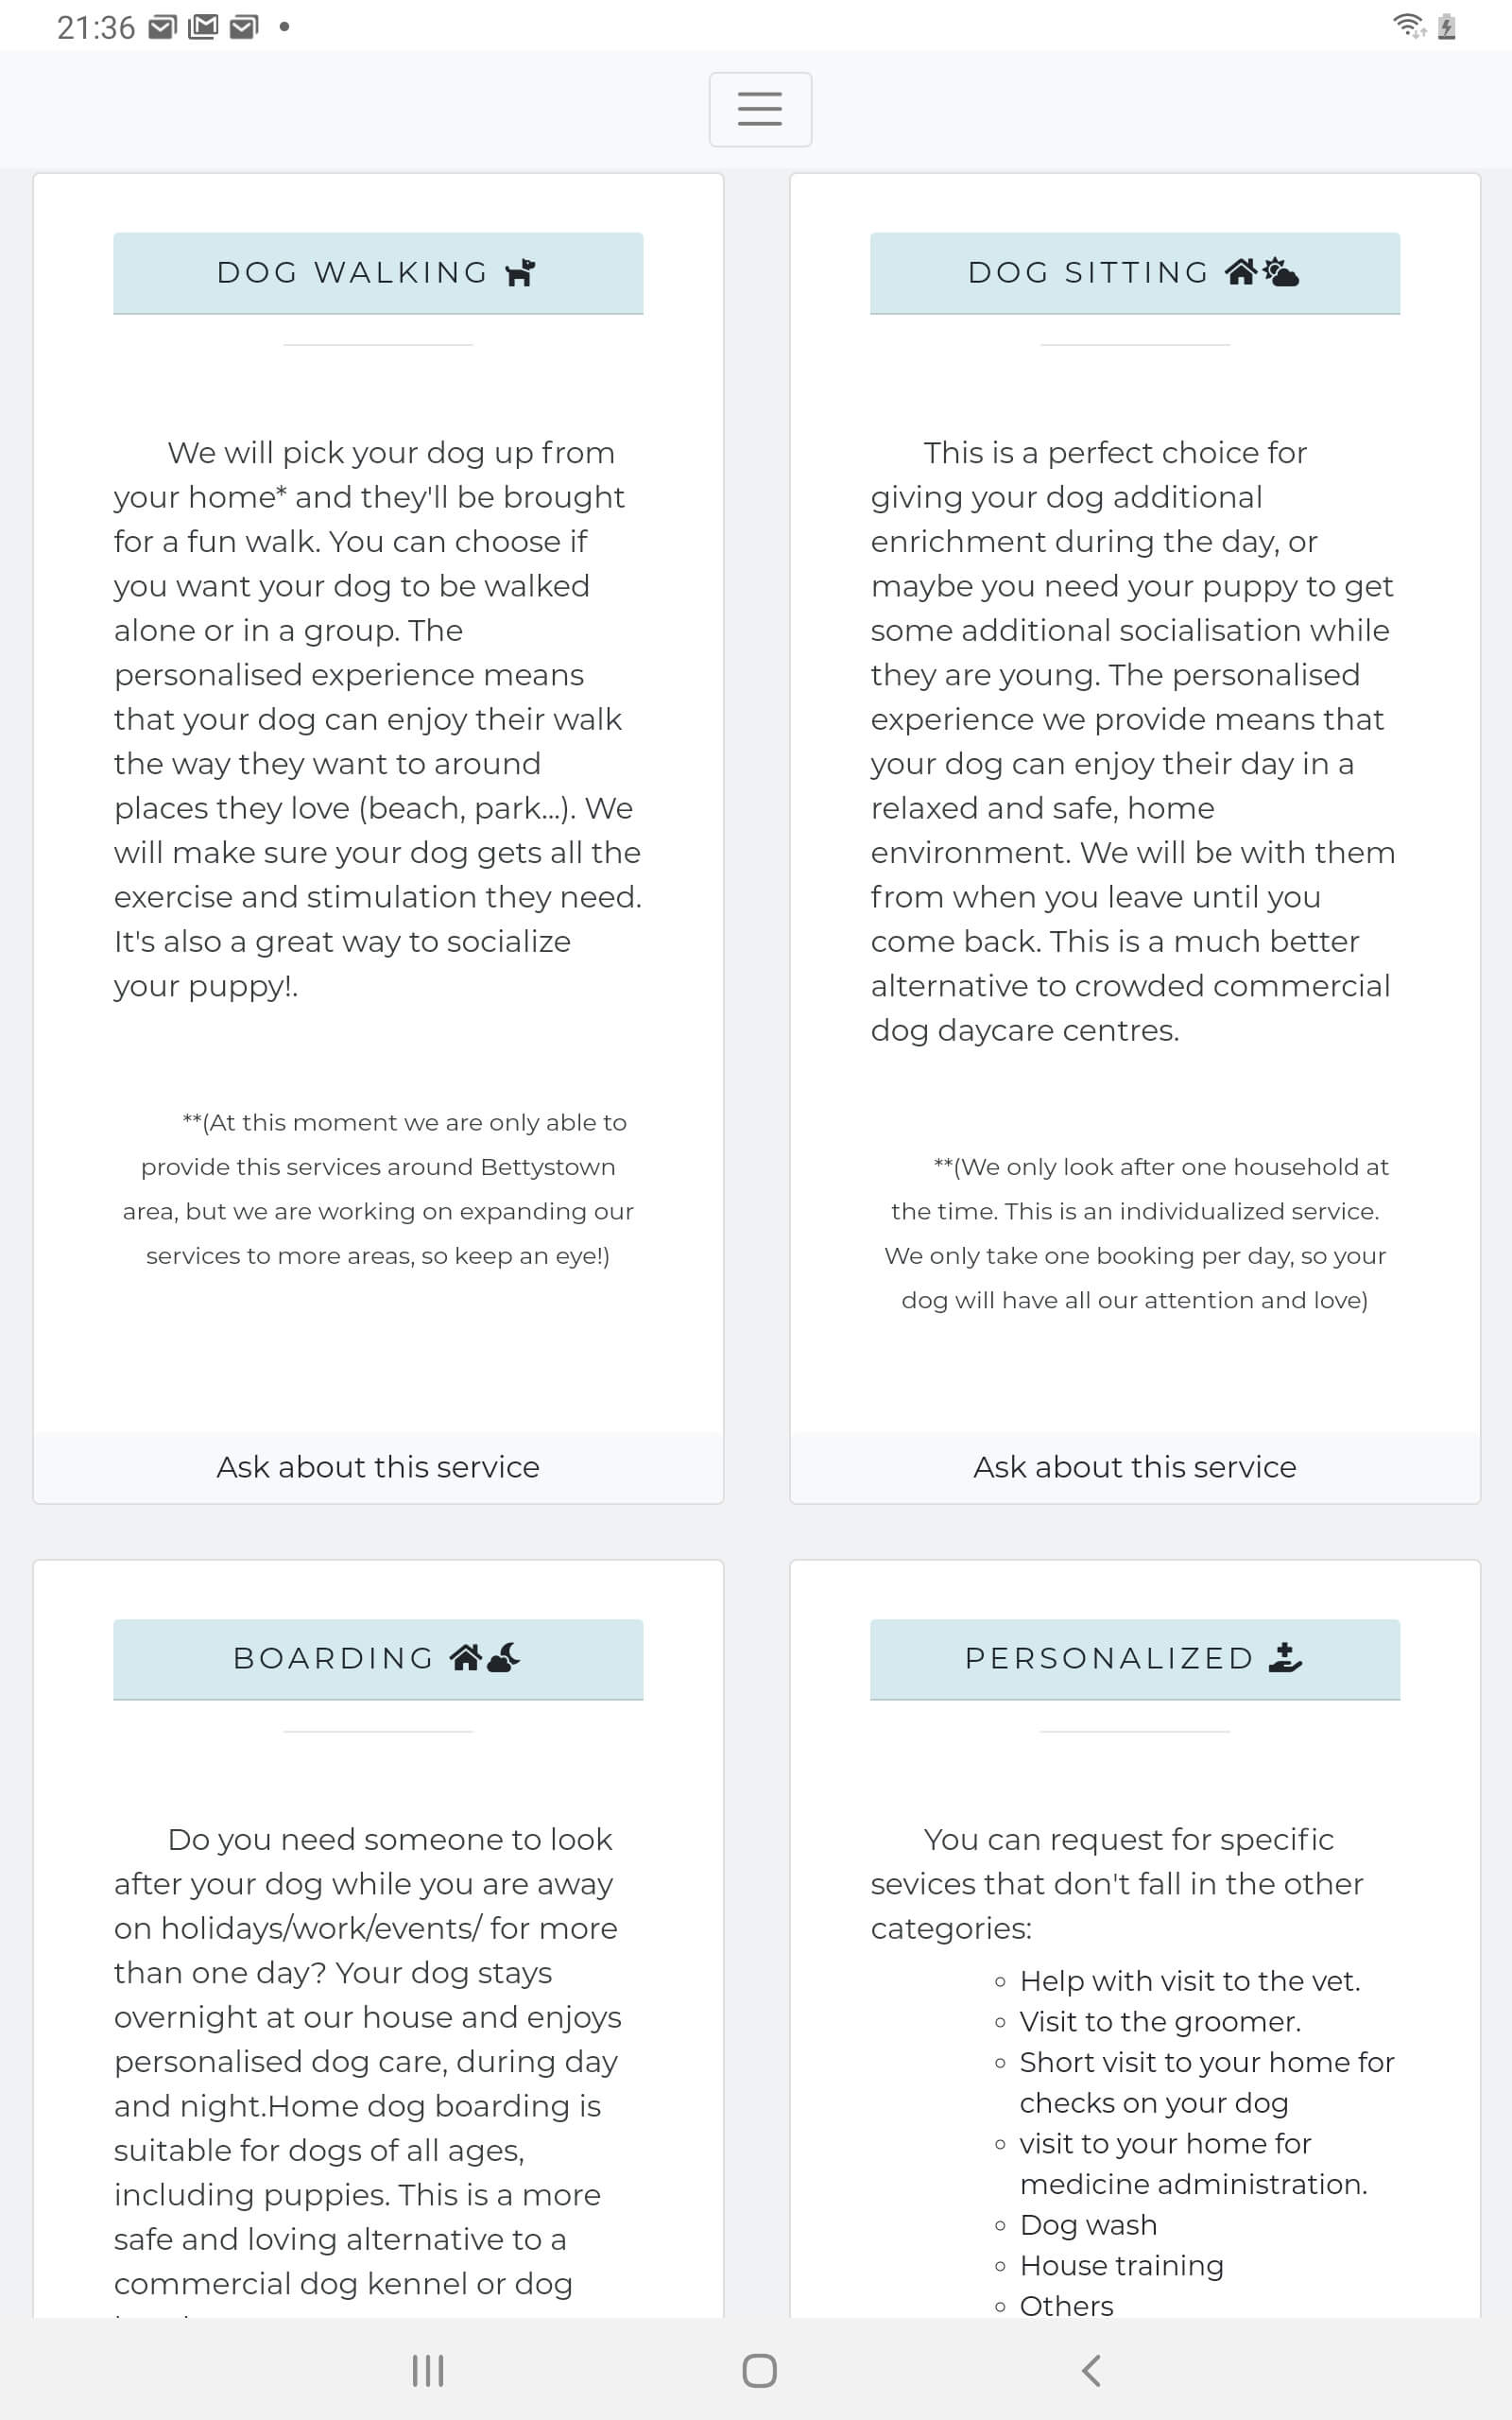 21:36
DOG WALKING
We will pick your dog up from
your home* and they'll be brought
for a fun walk. You can choose if
you want your dog to be walked
alone or in a group. The
personalised experience means
that your dog can enjoy their walk
the way they want to around
places they love (beach, park...). We
will make sure your dog gets all the
exercise and stimulation they need.
It's also a great way to socialize
your puppy!.
**(At this moment we are only able to
provide this services around Bettystown
area, but we are working on expanding our
services to more areas, so keep an eye!)
Ask about this service
DOG SITTING
This is a perfect choice for
giving your dog additional
enrichment during the day, or
maybe you need your puppy to get
some additional socialisation while
they are young. The personalised
experience we provide means that
your dog can enjoy their day in a
relaxed and safe, home
environment. We will be with them
from when you leave until you
come back. This is a much better
alternative to crowded commercial
dog daycare centres.
**(We only look after one household at
the time. This is an individualized service.
We only take one booking per day, so your
dog will have all our attention and love)
Ask about this service
BOARDING
Do you need someone to look
after your dog while you are away
on holidays/work/events/ for more
than one day? Your dog stays
overnight at our house and enjoys
personalised dog care, during day
and night.Home dog boarding is
suitable for dogs of all ages,
including puppies. This is a more
safe and loving alternative to a
commercial dog kennel or dog
PERSONALIZED
You can request for specific
sevices that don't fall in the other
categories:
Help with visit to the vet.
Visit to the groomer.
Short visit to your home for
checks on your dog
visit to your home for
medicine administration.
Dog wash
House training
Others